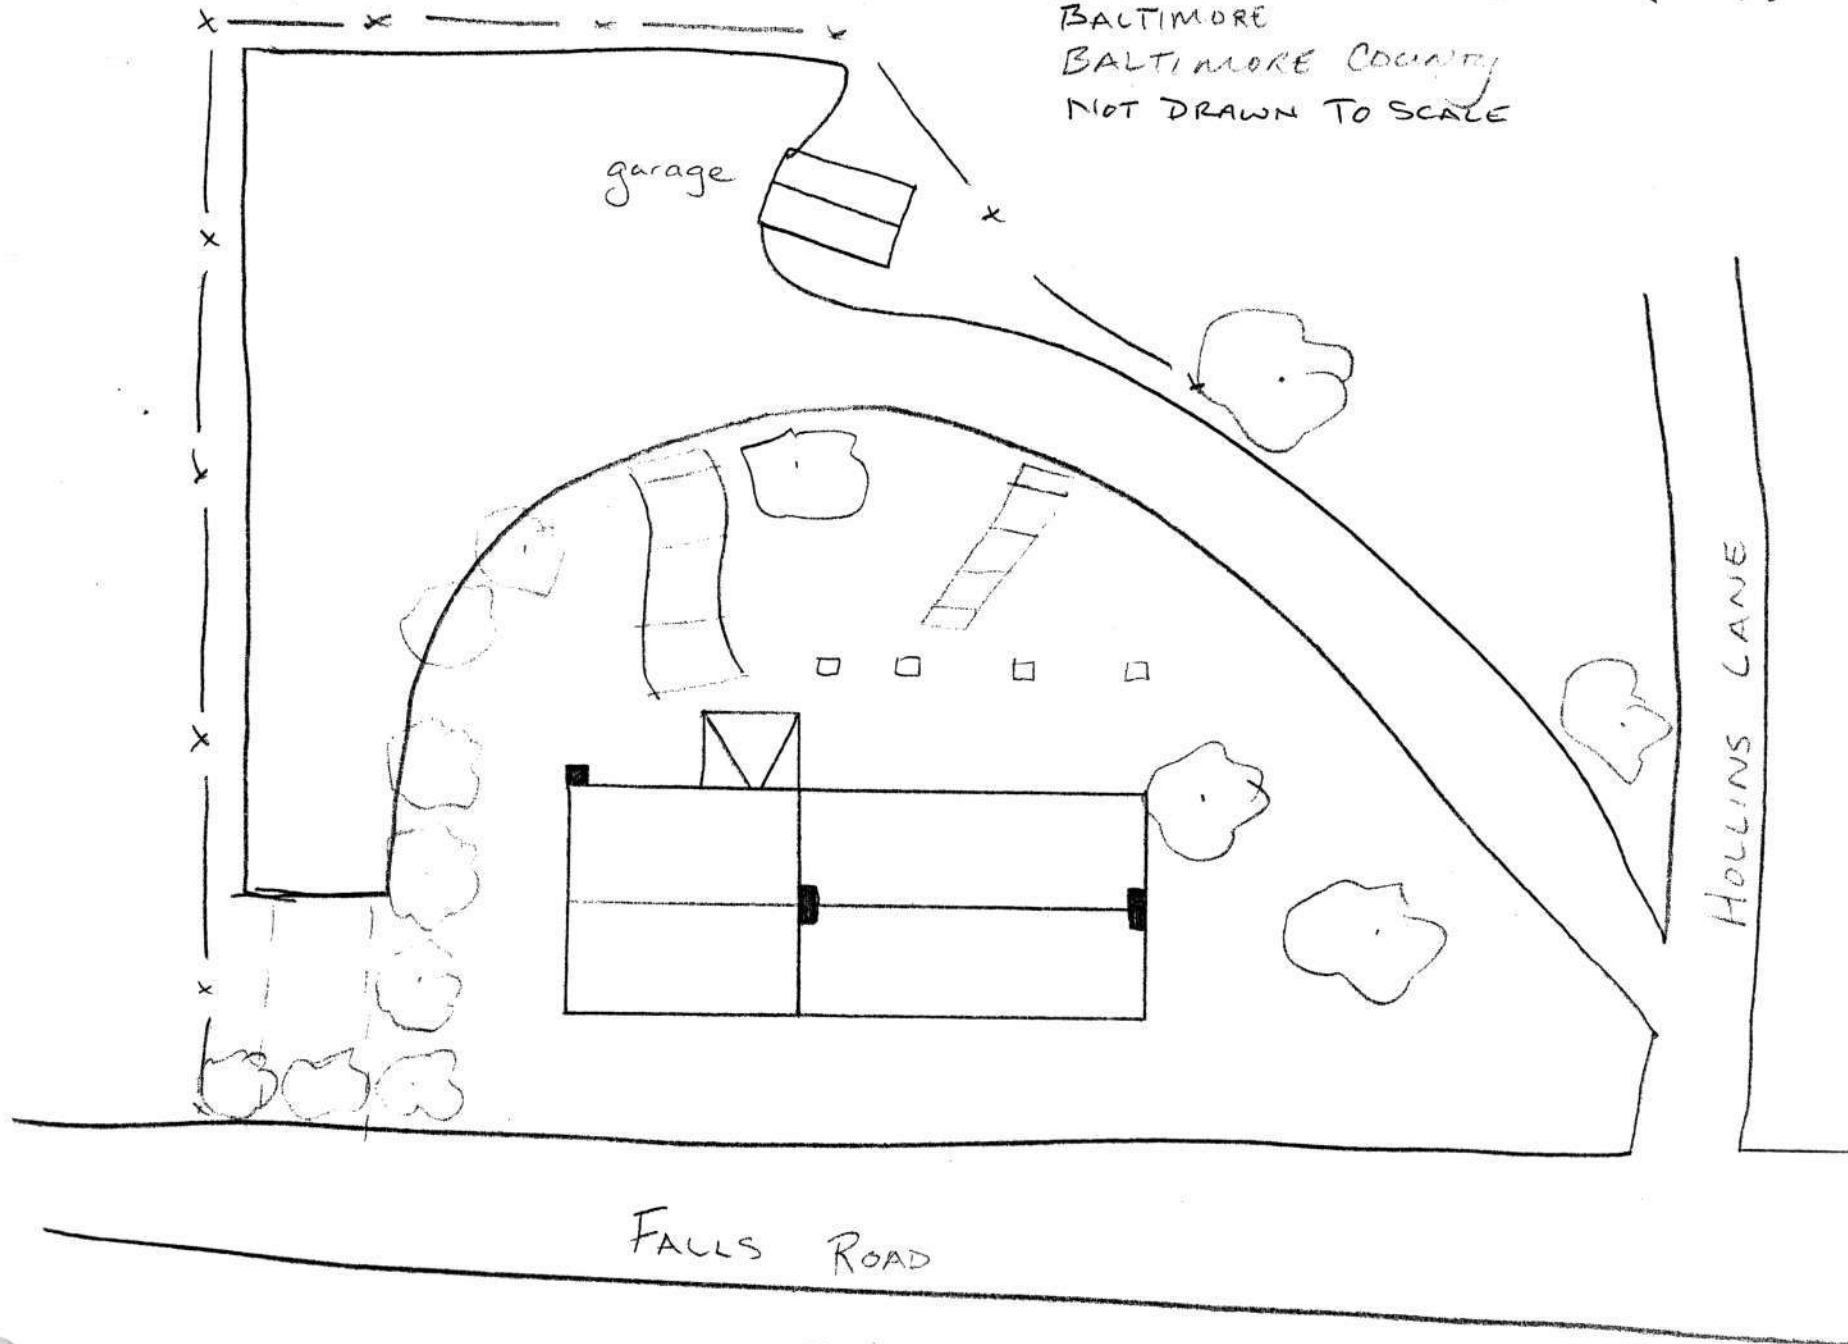 BALTIMORE
BALTIMORE COUNTY
NOT DRAWN TO SCALE
garage
HOLLINS LANE
FALLS ROAD